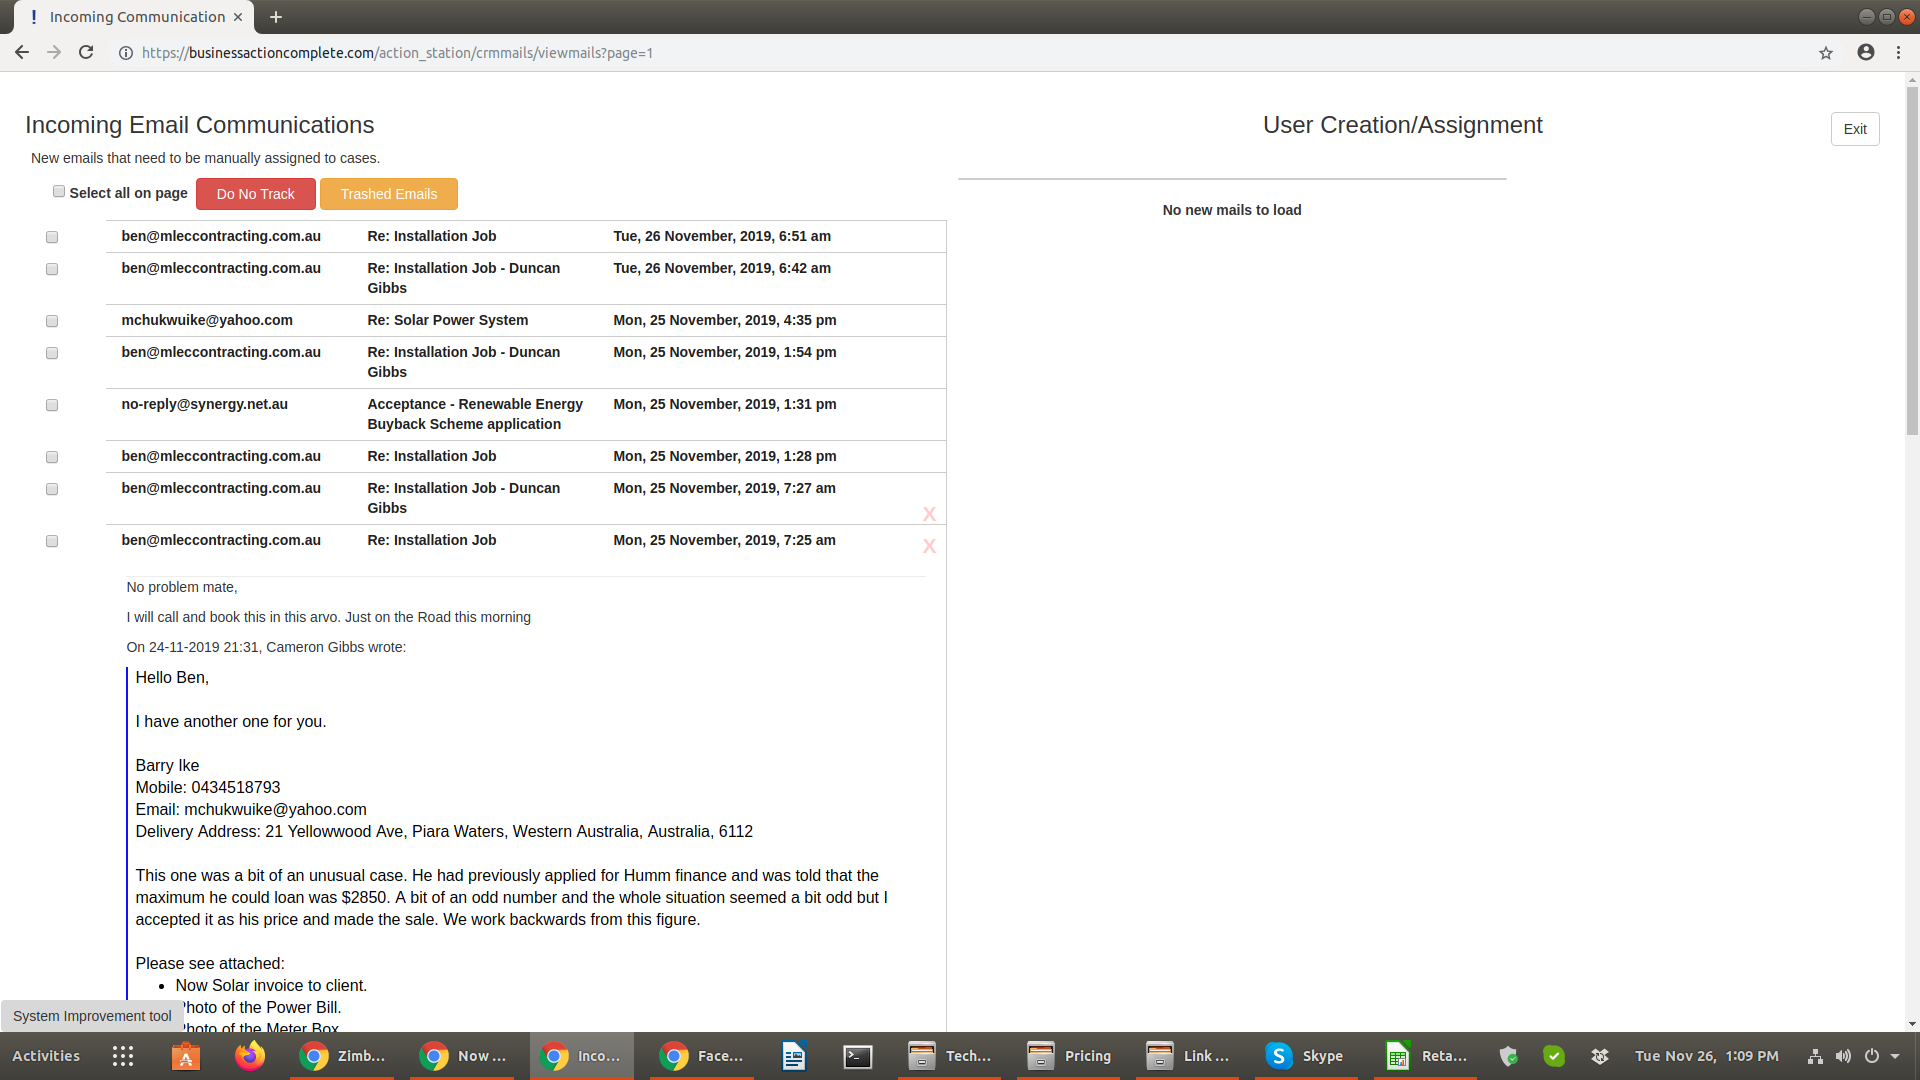 Incoming Communication
https://businessactioncomplete.com/action_station/crmmails/viewmails?page=1
Incoming Email Communications
User Creation/Assignment
Exit
New emails that need to be manually assigned to cases.
Select all on page
Do No Track
Trashed Emails
No new mails to load
ben@mleccontracting.com.au Re: Installation Job Tue, 26 November, 2019, 6:51 am
ben@mleccontracting.com.au Re: Installation Job - Duncan Tue, 26 November, 2019, 6:42 am
Gibbs
mchukwuike@yahoo.com Re: Solar Power System Mon, 25 November, 2019, 4:35 pm
ben@mleccontracting.com.au Re: Installation Job - Duncan Mon, 25 November, 2019, 1:54 pm
Gibbs
no-reply@synergy.net.au Acceptance - Renewable Energy Mon, 25 November, 2019, 1:31 pm
Buyback Scheme application
ben@mleccontracting.com.au Re: Installation Job Mon, 25 November, 2019, 1:28 pm
ben@mleccontracting.com.au Re: Installation Job - Duncan Mon, 25 November, 2019, 7:27 am
Gibbs X
ben@mleccontracting.com.au Re: Installation Job Mon, 25 November, 2019, 7:25 am X
No problem mate,
I will call and book this in this arvo. Just on the Road this morning
On 24-11-2019 21:31, Cameron Gibbs wrote:
Hello Ben,
I have another one for you.
Barry Ike
Mobile: 0434518793
Email: mchukwuike@yahoo.com
Delivery Address: 21 Yellowwood Ave, Piara Waters, Western Australia, Australia, 6112
This one was a bit of an unusual case. He had previously applied for Humm finance and was told that the
maximum he could loan was $2850. A bit of an odd number and the whole situation seemed a bit odd but I
accepted it as his price and made the sale. We work backwards from this figure.
Please see attached:
• Now Solar invoice to client.
Photo of the Power Bill.
Photo of the Meter Box
System Improvement tool
Activities
Zimb...
Now ...
Inco...
Face...
Tech...
Pricing
Link ...
Skype
Reta...
Tue Nov 26, 1:09 PM